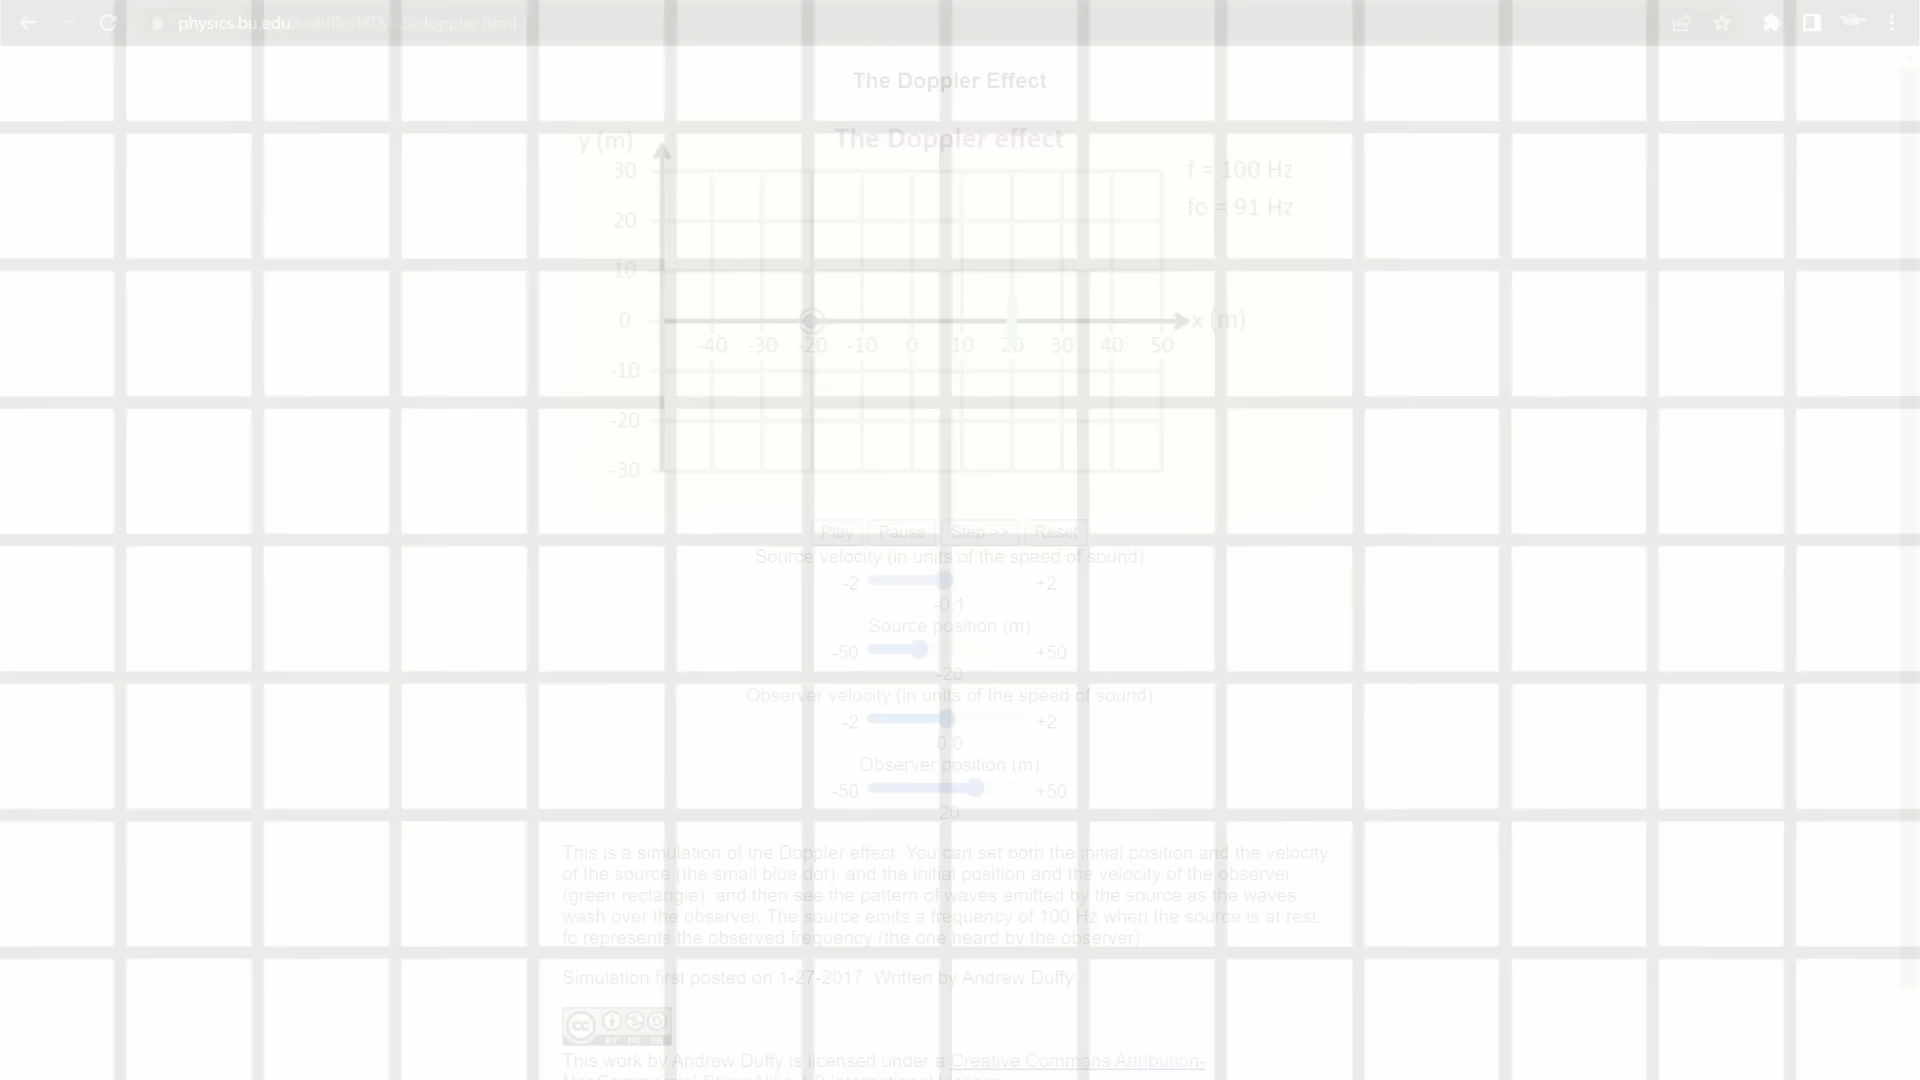 physics.bu.edu/~duffy/HTML5/doppler.html
The Doppler Effect
The Doppler effect
y (m)
30
20
10
0
-10
-20
-30
f = 100 Hz
fo = 91 Hz
x (m)
-40 -30 -20 -10 0 10 20 30 40 50
Play Pause Step >> Reset
Source velocity (in units of the speed of sound)
-2 +2
-0.1
Source position (m)
-50 +50
-20
Observer velocity (in units of the speed of sound)
-2 +2
0.0
Observer position (m)
-50 +50
20
This is a simulation of the Doppler effect. You can set both the initial position and the velocity
of the source (the small blue dot), and the initial position and the velocity of the observer
(green rectangle), and then see the pattern of waves emitted by the source as the waves
wash over the observer. The source emits a frequency of 100 Hz when the source is at rest.
fo represents the observed frequency (the one heard by the observer).
Simulation first posted on 1-27-2017. Written by Andrew Duffy
cc
BY NC SA
This work by Andrew Duffy is licensed under a Creative Commons Attribution-